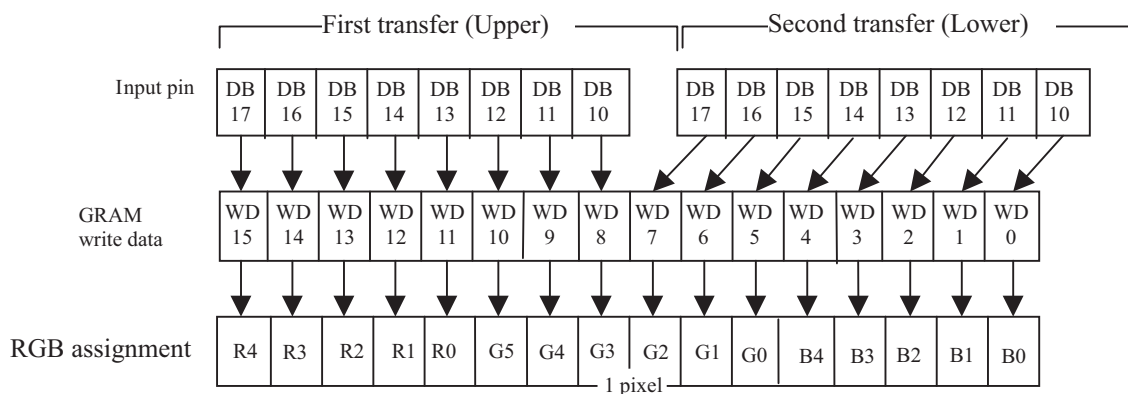 First transfer (Upper) Second transfer (Lower)
Input pin
DB 17 DB 16 DB 15 DB 14 DB 13 DB 12 DB 11 DB 10 DB 17 DB 16 DB 15 DB 14 DB 13 DB 12 DB 11 DB 10
GRAM
write data
WD 15 WD 14 WD 13 WD 12 WD 11 WD 10 WD 9 WD 8 WD 7 WD 6 WD 5 WD 4 WD 3 WD 2 WD 1 WD 0
RGB assignment
R4 R3 R2 R1 R0 G5 G4 G3 G2 G1 G0 B4 B3 B2 B1 B0
1 pixel